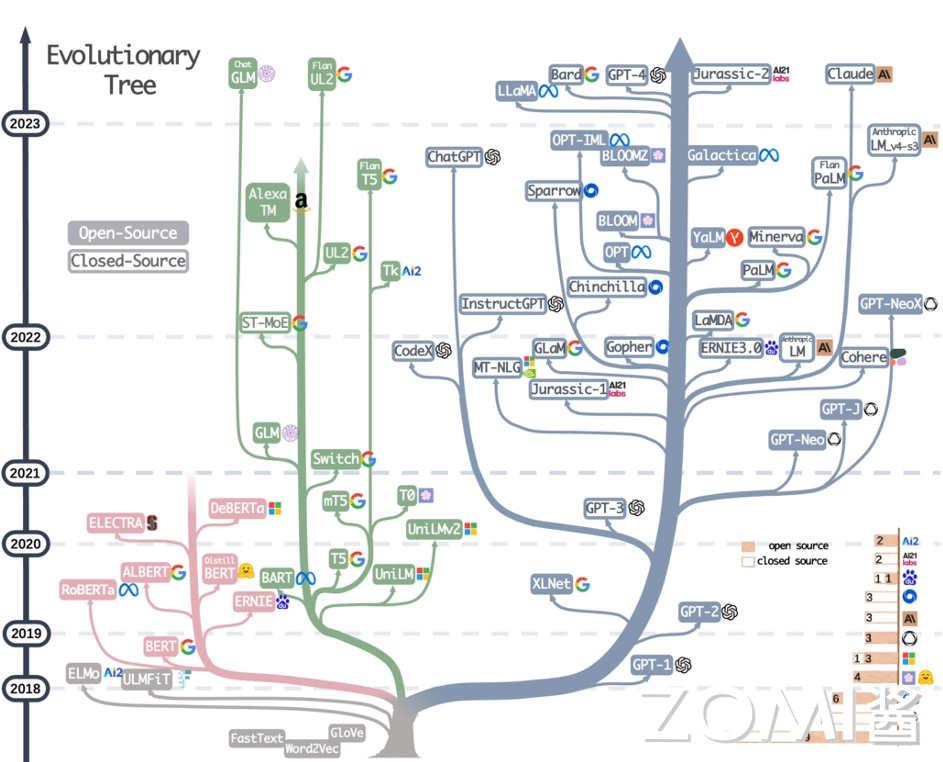 Evolutionary
Tree
2023
2022
2021
2020
2019
2018
Open-Source
Closed-Source
Chat
GLM
Flan
UL2
Bard
GPT-4
Jurassic-2
AI21
labs
Claude
A\
LLaMA
OPT-IML
BLOOMZ
Galactica
Anthropic
LM_v4-s3
A\
ChatGPT
Flan
T5
Flan
PaLM
Alexa
TM
a
Sparrow
BLOOM
OPT
YaLM
Y
Minerva
UL2
Tk
Ai2
PaLM
Chinchilla
InstructGPT
GPT-NeoX
ST-MoE
LaMDA
CodeX
GLaM
Gopher
ERNIE3.0
Anthropic
LM
A\
Cohere
MT-NLG
Jurassic-1
AI21
labs
GPT-J
GLM
GPT-Neo
Switch
mT5
T0
DeBERTa
GPT-3
ELECTRA
UniLMv2
T5
UniLM
ALBERT
Distill
BERT
BART
RoBERTa
ERNIE
XLNet
GPT-2
BERT
GPT-1
ELMo
Ai2
ULMFiT
FastText
Word2Vec
GloVe
open source
closed source
2
Ai2
2
AI21
labs
1 1
3
3
A\
3
1 3
4
6
ZOMI酱